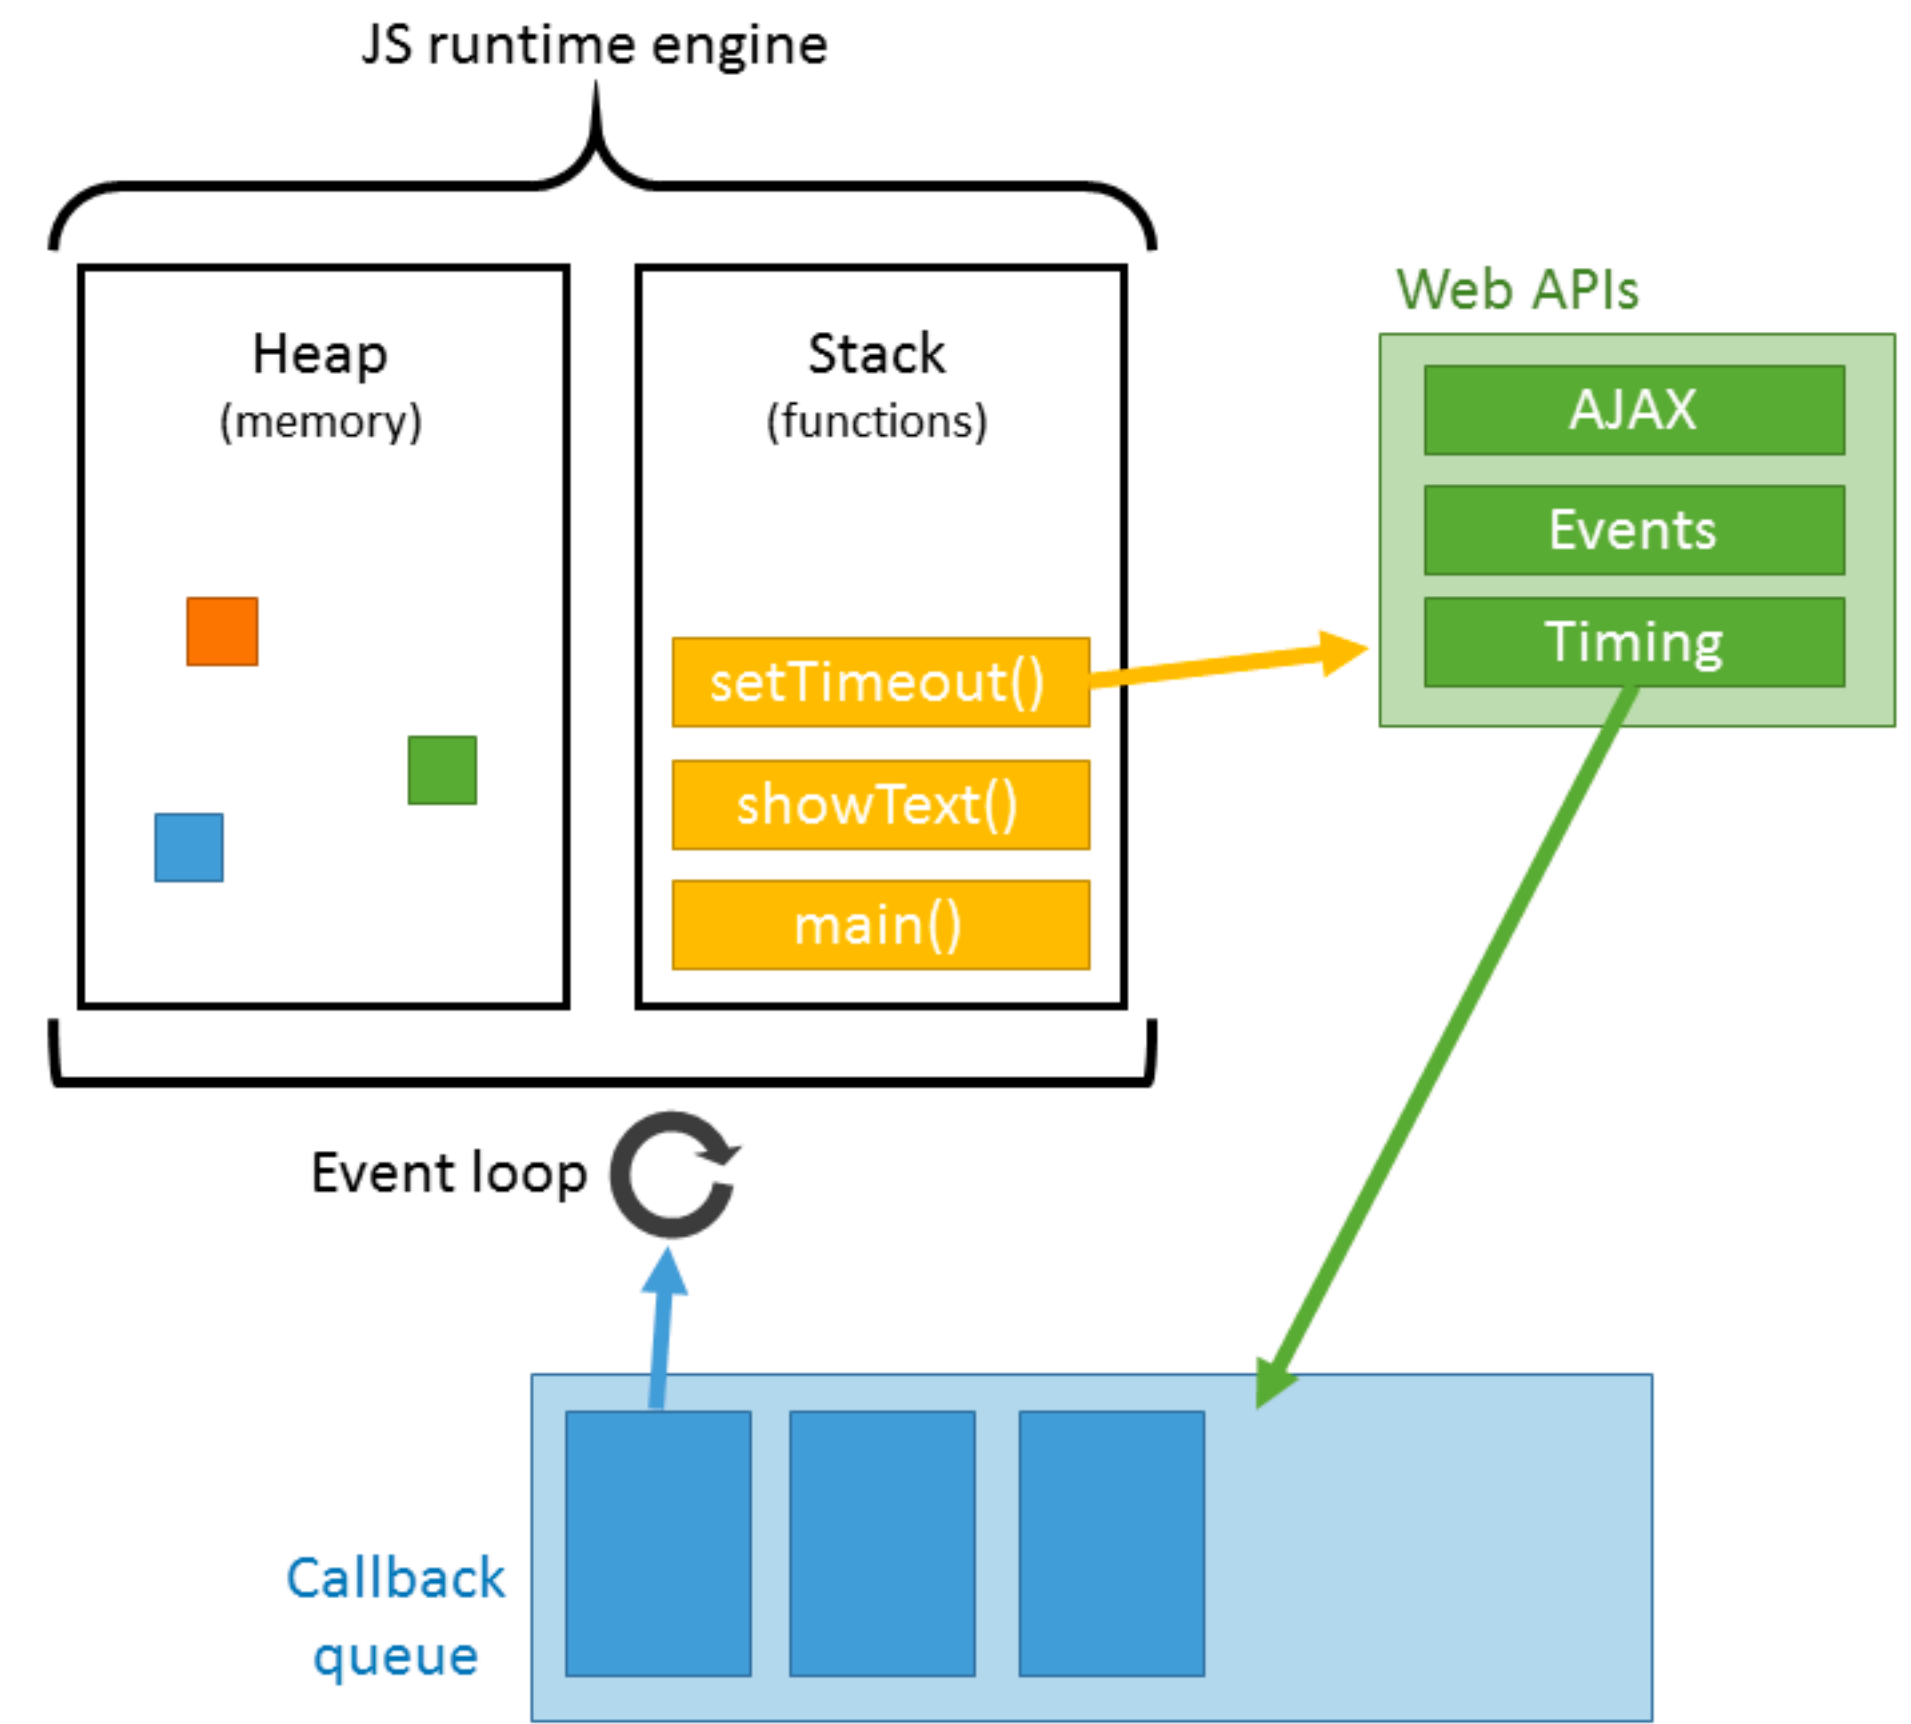 JS runtime engine
Heap
(memory)
Stack
(functions)
setTimeout()
showText()
main()
Web APIs
AJAX
Events
Timing
Event loop
Callback
queue